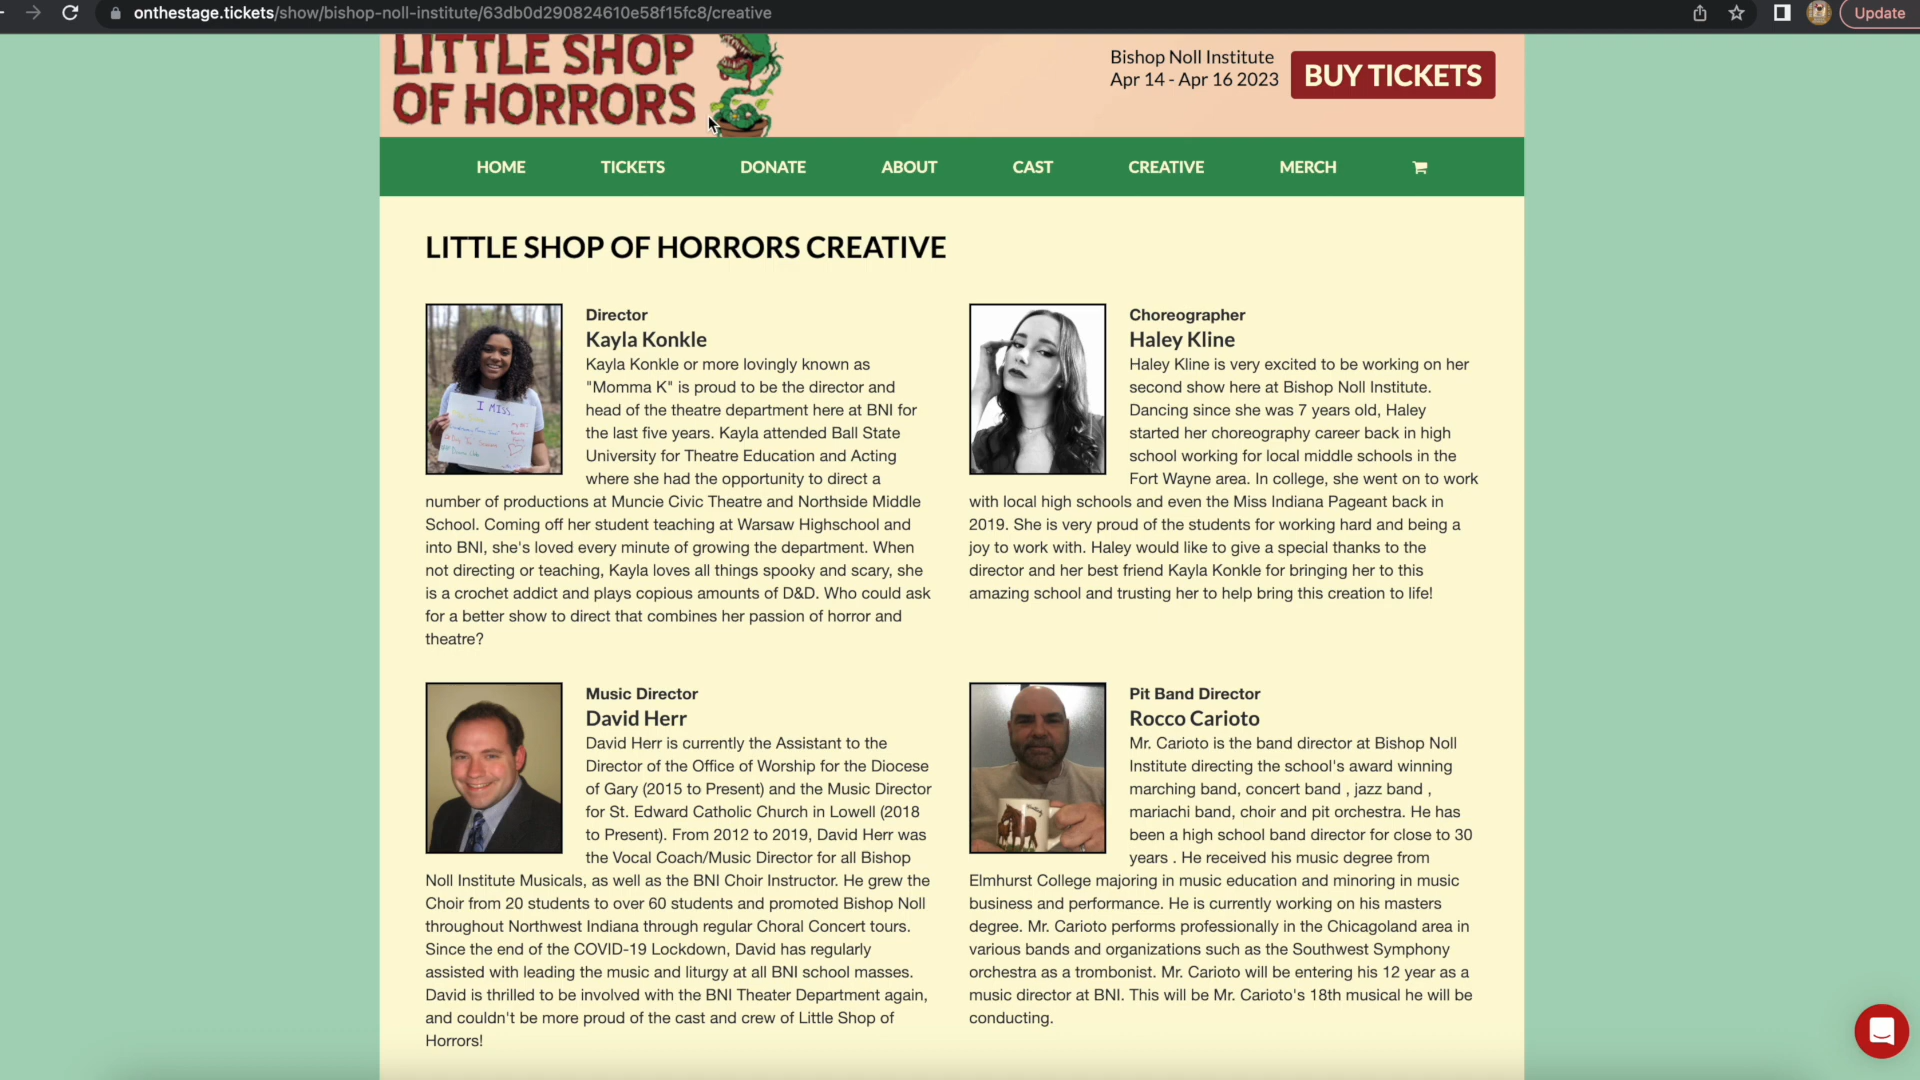 onthestage.tickets/show/bishop-noll-institute/63db0d290824610e58f15fc8/creative
Update
LITTLE SHOP
OF HORRORS
Bishop Noll Institute
Apr 14 - Apr 16 2023
BUY TICKETS
HOME
TICKETS
DONATE
ABOUT
CAST
CREATIVE
MERCH
LITTLE SHOP OF HORRORS CREATIVE
I MISS...
Director
Kayla Konkle
Kayla Konkle or more lovingly known as
"Momma K" is proud to be the director and
head of the theatre department here at BNI for
the last five years. Kayla attended Ball State
University for Theatre Education and Acting
where she had the opportunity to direct a
number of productions at Muncie Civic Theatre and Northside Middle
School. Coming off her student teaching at Warsaw Highschool and
into BNI, she's loved every minute of growing the department. When
not directing or teaching, Kayla loves all things spooky and scary, she
is a crochet addict and plays copious amounts of D&D. Who could ask
for a better show to direct that combines her passion of horror and
theatre?
Choreographer
Haley Kline
Haley Kline is very excited to be working on her
second show here at Bishop Noll Institute.
Dancing since she was 7 years old, Haley
started her choreography career back in high
school working for local middle schools in the
Fort Wayne area. In college, she went on to work
with local high schools and even the Miss Indiana Pageant back in
2019. She is very proud of the students for working hard and being a
joy to work with. Haley would like to give a special thanks to the
director and her best friend Kayla Konkle for bringing her to this
amazing school and trusting her to help bring this creation to life!
Music Director
David Herr
David Herr is currently the Assistant to the
Director of the Office of Worship for the Diocese
of Gary (2015 to Present) and the Music Director
for St. Edward Catholic Church in Lowell (2018
to Present). From 2012 to 2019, David Herr was
the Vocal Coach/Music Director for all Bishop
Noll Institute Musicals, as well as the BNI Choir Instructor. He grew the
Choir from 20 students to over 60 students and promoted Bishop Noll
throughout Northwest Indiana through regular Choral Concert tours.
Since the end of the COVID-19 Lockdown, David has regularly
assisted with leading the music and liturgy at all BNI school masses.
David is thrilled to be involved with the BNI Theater Department again,
and couldn't be more proud of the cast and crew of Little Shop of
Horrors!
Pit Band Director
Rocco Carioto
Mr. Carioto is the band director at Bishop Noll
Institute directing the school's award winning
marching band, concert band , jazz band ,
mariachi band, choir and pit orchestra. He has
been a high school band director for close to 30
years . He received his music degree from
Elmhurst College majoring in music education and minoring in music
business and performance. He is currently working on his masters
degree. Mr. Carioto performs professionally in the Chicagoland area in
various bands and organizations such as the Southwest Symphony
orchestra as a trombonist. Mr. Carioto will be entering his 12 year as a
music director at BNI. This will be Mr. Carioto's 18th musical he will be
conducting.